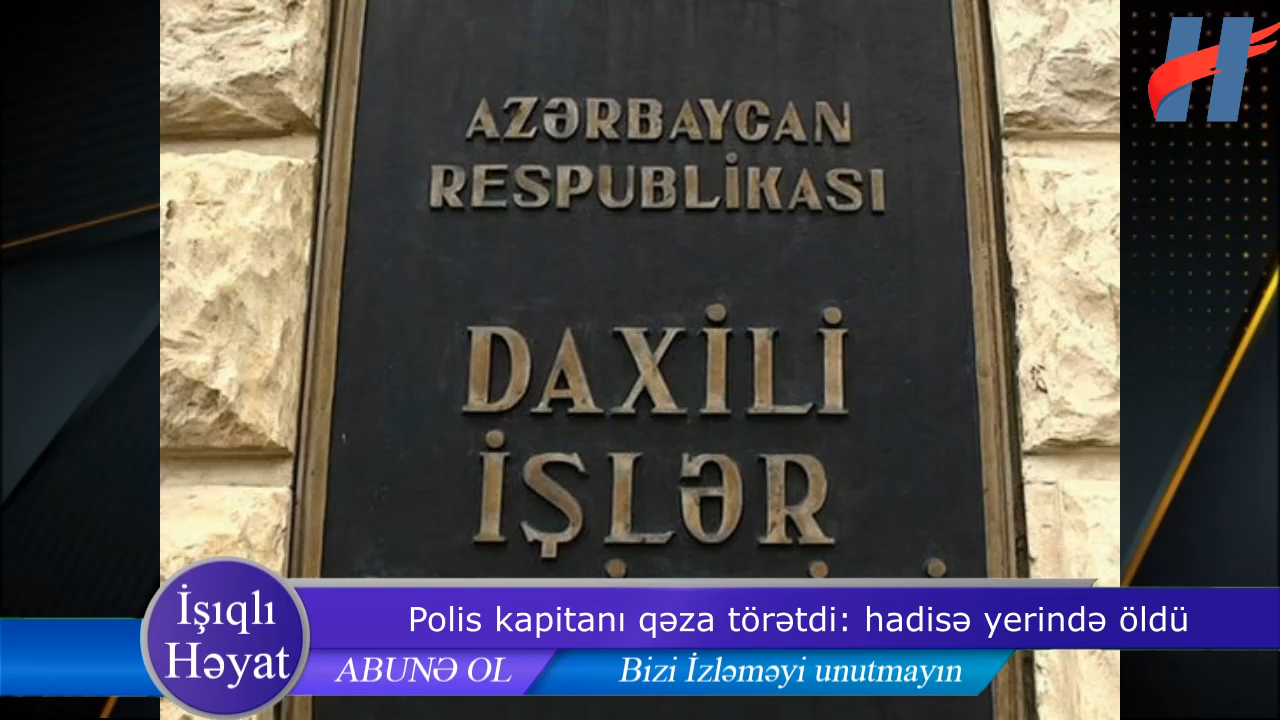 AZƏRBAYCAN
RESPUBLİKASI
DAXİLİ
İŞLƏR
İşıqlı
Həyat
Polis kapitanı qəza törətdi: hadisə yerində öldü
ABUNƏ OL
Bizi İzləməyi unutmayın